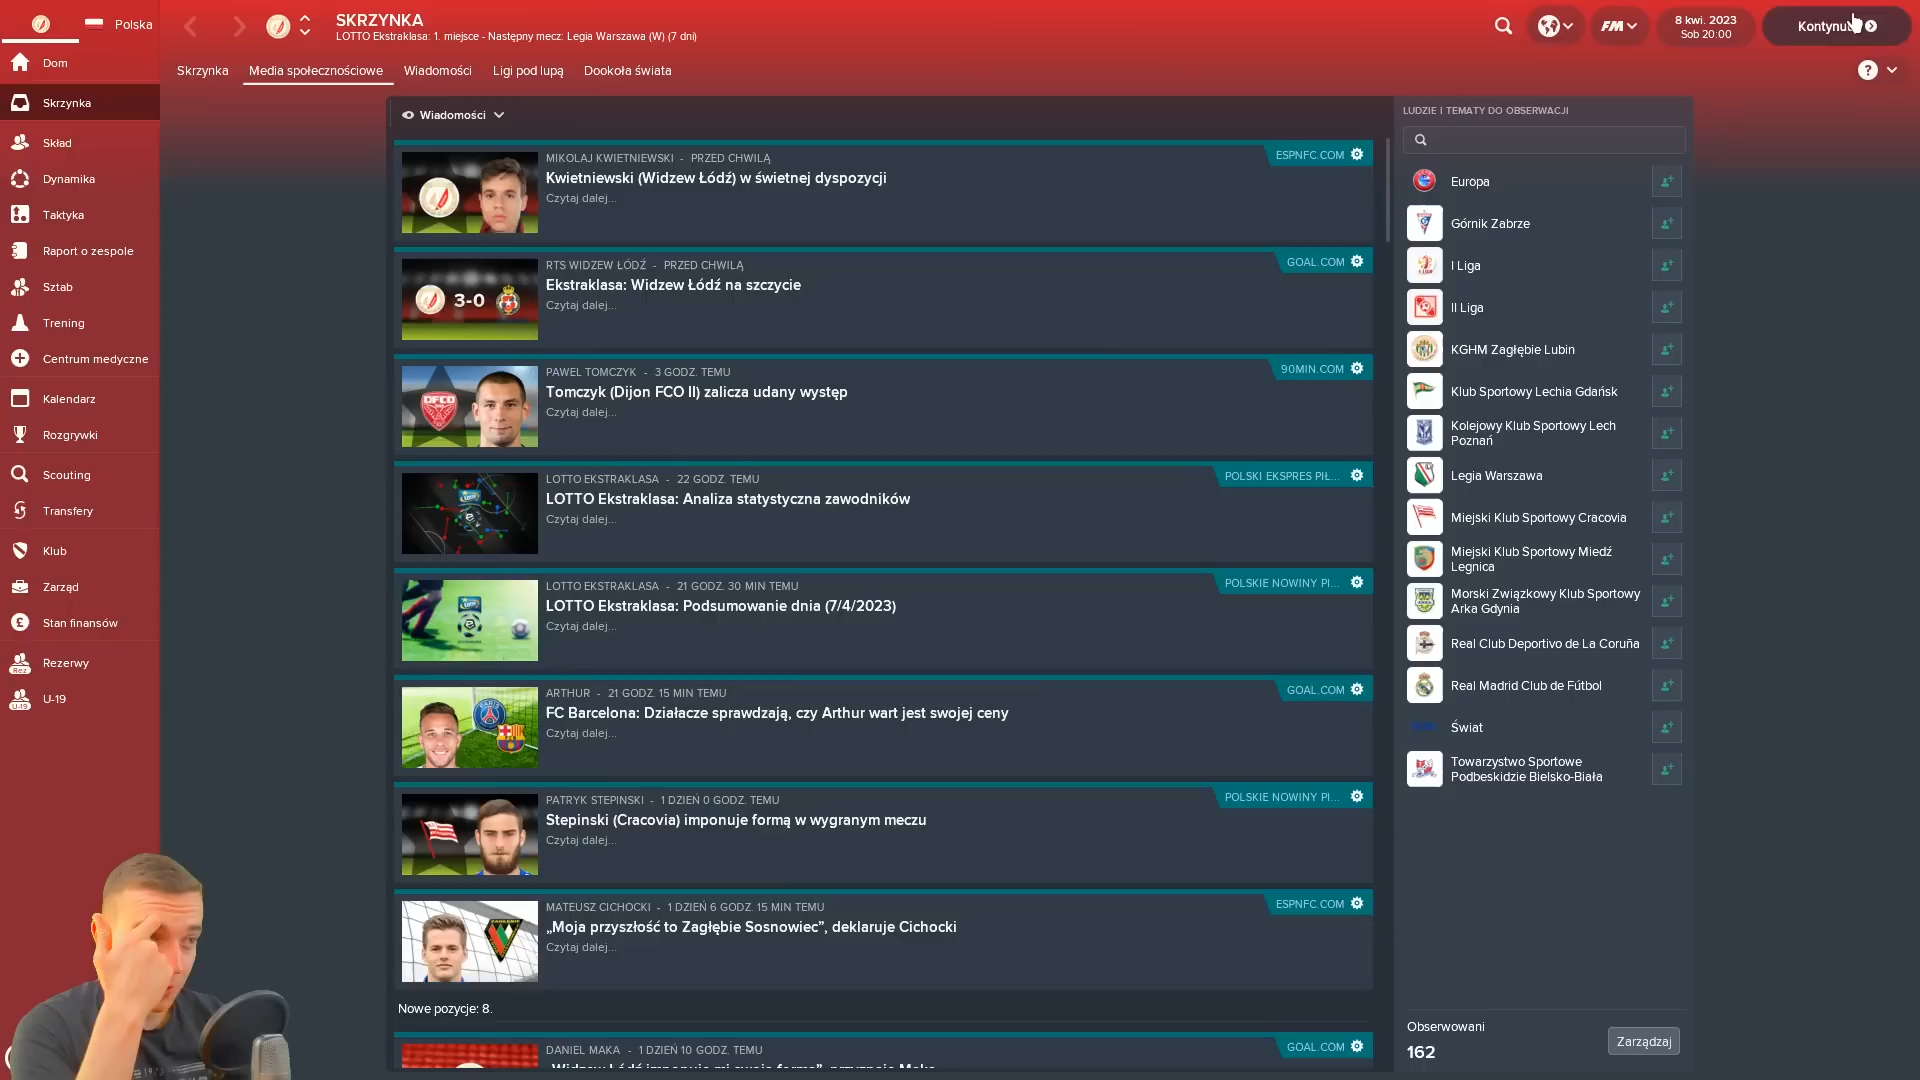 Polska
SKRZYNKA
LOTTO Ekstraklasa: 1. miejsce - Następny mecz: Legia Warszawa (W) (7 dni)
FM
8 kwi. 2023
Sob 20:00
Dom
Skrzynka
Skład
Dynamika
Taktyka
Raport o zespole
Sztab
Trening
Centrum medyczne
Kalendarz
Rozgrywki
Scouting
Transfery
Klub
Zarząd
Stan finansów
Rezerwy
U-19
Skrzynka
Media społecznościowe
Wiadomości
Ligi pod lupą
Dookoła świata
Wiadomości
MIKOLAJ KWIETNIEWSKI - PRZED CHWILĄ
ESPNFC.COM
Kwietniewski (Widzew Łódź) w świetnej dyspozycji
Czytaj dalej...
RTS WIDZEW ŁÓDŹ - PRZED CHWILĄ
GOAL.COM
Ekstraklasa: Widzew Łódź na szczycie
Czytaj dalej...
3-0
PAWEL TOMCZYK - 3 GODZ. TEMU
90MIN.COM
Tomczyk (Dijon FCO II) zalicza udany występ
Czytaj dalej...
DFCO
LOTTO EKSTRAKLASA - 22 GODZ. TEMU
POLSKI EKSPRES PIŁ...
LOTTO Ekstraklasa: Analiza statystyczna zawodników
Czytaj dalej...
LOTTO EKSTRAKLASA - 21 GODZ. 30 MIN TEMU
POLSKIE NOWINY PI...
LOTTO Ekstraklasa: Podsumowanie dnia (7/4/2023)
Czytaj dalej...
ARTHUR - 21 GODZ. 15 MIN TEMU
GOAL.COM
FC Barcelona: Działacze sprawdzają, czy Arthur wart jest swojej ceny
Czytaj dalej...
PATRYK STEPINSKI - 1 DZIEŃ 0 GODZ. TEMU
POLSKIE NOWINY PI...
Stepinski (Cracovia) imponuje formą w wygranym meczu
Czytaj dalej...
MATEUSZ CICHOCKI - 1 DZIEŃ 6 GODZ. 15 MIN TEMU
ESPNFC.COM
„Moja przyszłość to Zagłębie Sosnowiec”, deklaruje Cichocki
Czytaj dalej...
Nowe pozycje: 8.
DANIEL MAKA - 1 DZIEŃ 10 GODZ. TEMU
GOAL.COM
LUDZIE I TEMATY DO OBSERWACJI
Europa
Górnik Zabrze
I Liga
II Liga
KGHM Zagłębie Lubin
Klub Sportowy Lechia Gdańsk
Kolejowy Klub Sportowy Lech
Poznań
Legia Warszawa
Miejski Klub Sportowy Cracovia
Miejski Klub Sportowy Miedź
Legnica
Morski Związkowy Klub Sportowy
Arka Gdynia
Real Club Deportivo de La Coruña
Real Madrid Club de Fútbol
Świat
Towarzystwo Sportowe
Podbeskidzie Bielsko-Biała
Obserwowani
162
Zarządzaj